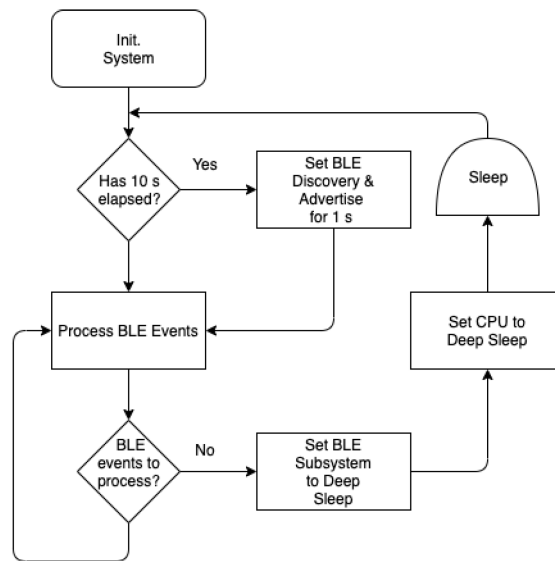 Init.
System
Has 10 s
elapsed?
Yes
Set BLE
Discovery &
Advertise
for 1 s
Sleep
Process BLE Events
Set CPU to
Deep Sleep
BLE
events to
process?
No
Set BLE
Subsystem
to Deep
Sleep